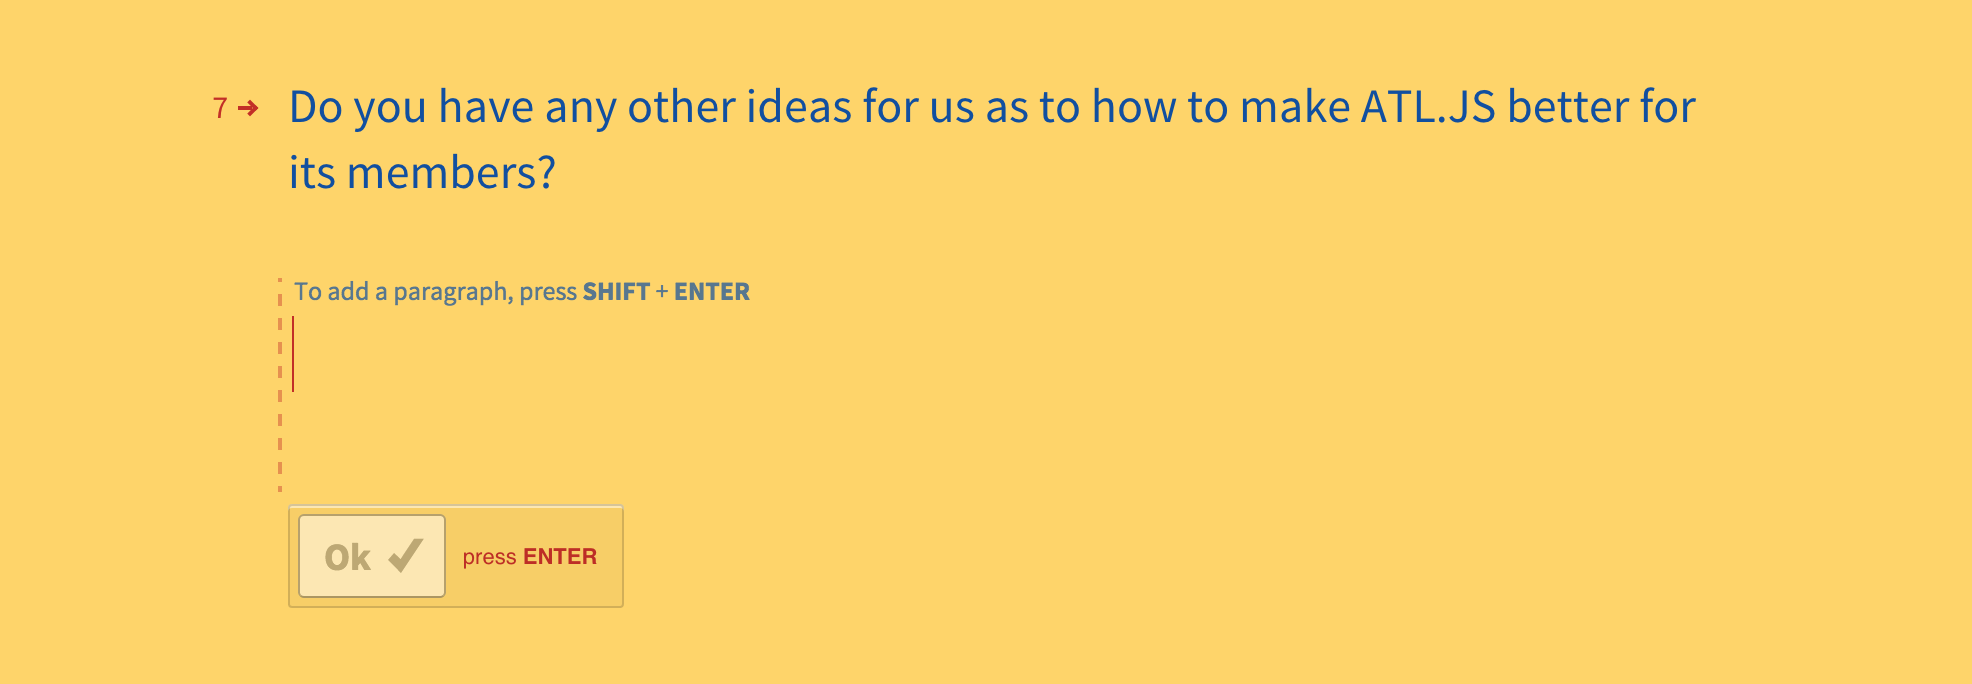 7 → Do you have any other ideas for us as to how to make ATL.JS better for
its members?
To add a paragraph, press SHIFT + ENTER
Ok ✔ press ENTER